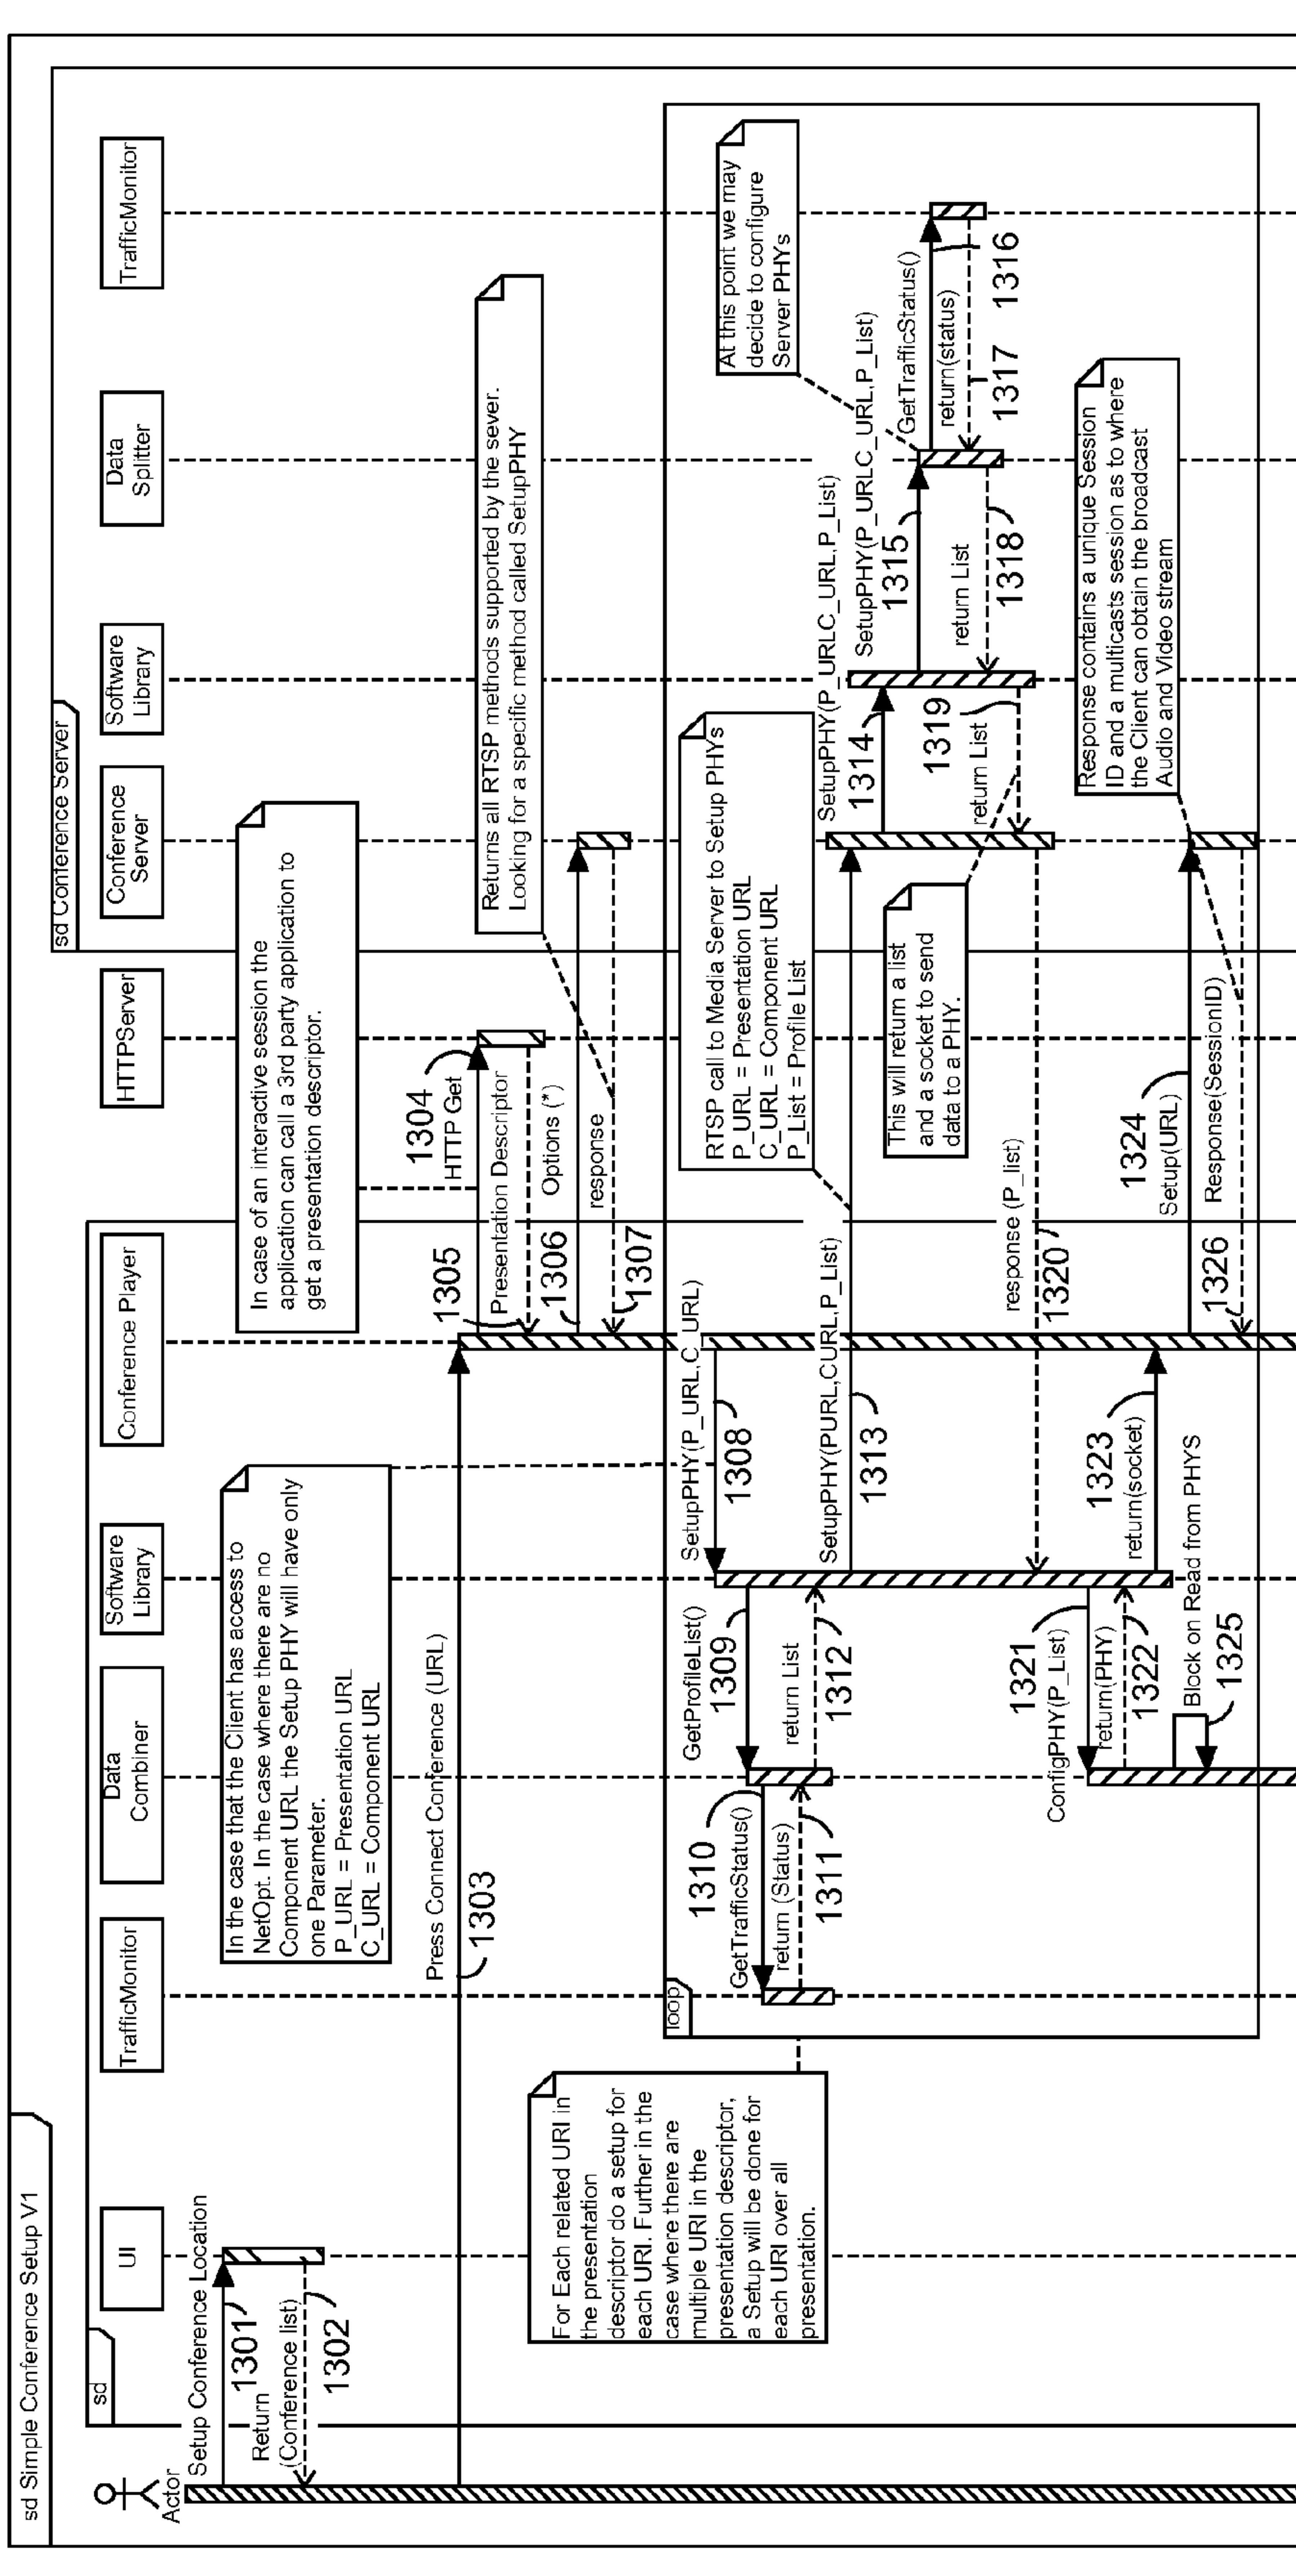 sd Simple Conference Setup V1
sd
sd Conference Server
Actor
UI
TrafficMonitor
Data
Combiner
Software
Library
Conference Player
HTTPServer
Conference
Server
Software
Library
Data
Splitter
TrafficMonitor
Setup Conference Location
1301
Return
(Conference list)
1302
In the case that the Client has access to
NetOpt. In the case where there are no
Component URL the Setup PHY will have only
one Parameter.
P_URL = Presentation URL
C_URL = Component URL
In case of an interactive session the
application can call a 3rd party application to
get a presentation descriptor.
Press Connect Conference (URL)
1303
1304
HTTP Get
1305
Presentation Descriptor
Options (*)
1306
response
1307
Returns all RTSP methods supported by the sever.
Looking for a specific method called SetupPHY
For Each related URI in
the presentation
descriptor do a setup for
each URI. Further in the
case where there are
multiple URI in the
presentation descriptor,
a Setup will be done for
each URI over all
presentation.
loop
SetupPHY(P_URL,C_URL)
1308
GetProfileList()
1309
1310
GetTrafficStatus()
return (Status)
1311
return List
1312
RTSP call to Media Server to Setup PHYs
P_URL = Presentation URL
C_URL = Component URL
P_List = Profile List
SetupPHY(PURL,CURL,P_List)
1313
SetupPHY(P_URLC_URL,P_List)
1314
SetupPHY(P_URLC_URL,P_List)
1315
At this point we may
decide to configure
Server PHYs
GetTrafficStatus()
return(status)
1316
1317
return List
1318
1319
return List
This will return a list
and a socket to send
data to a PHY.
response (P_list)
1320
1321
ConfigPHY(P_List)
return(PHY)
1322
1323
return(socket)
Block on Read from PHYS
1325
1324
Setup(URL)
Response(SessionID)
1326
Response contains a unique Session
ID and a multicasts session as to where
the Client can obtain the broadcast
Audio and Video stream